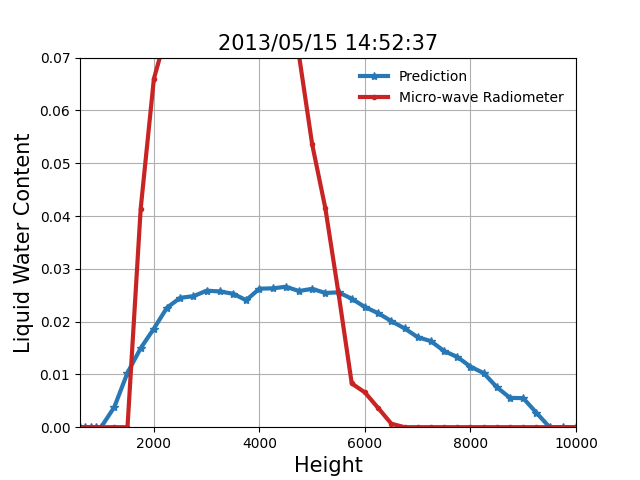 2013/05/15 14:52:37
Prediction
Micro-wave Radiometer
Liquid Water Content
0.07
0.06
0.05
0.04
0.03
0.02
0.01
0.00
2000 4000 6000 8000 10000
Height